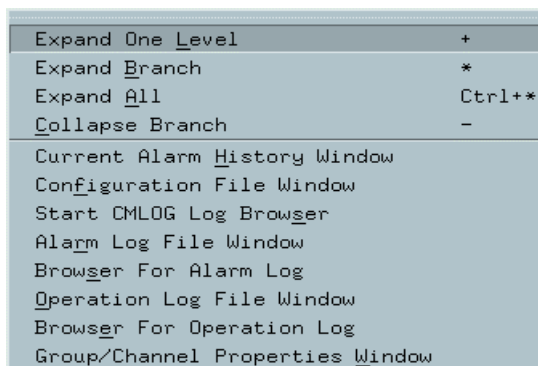 Expand One Level +
Expand Branch *
Expand All Ctrl+*
Collapse Branch -
Current Alarm History Window
Configuration File Window
Start CMLOG Log Browser
Alarm Log File Window
Browser For Alarm Log
Operation Log File Window
Browser For Operation Log
Group/Channel Properties Window